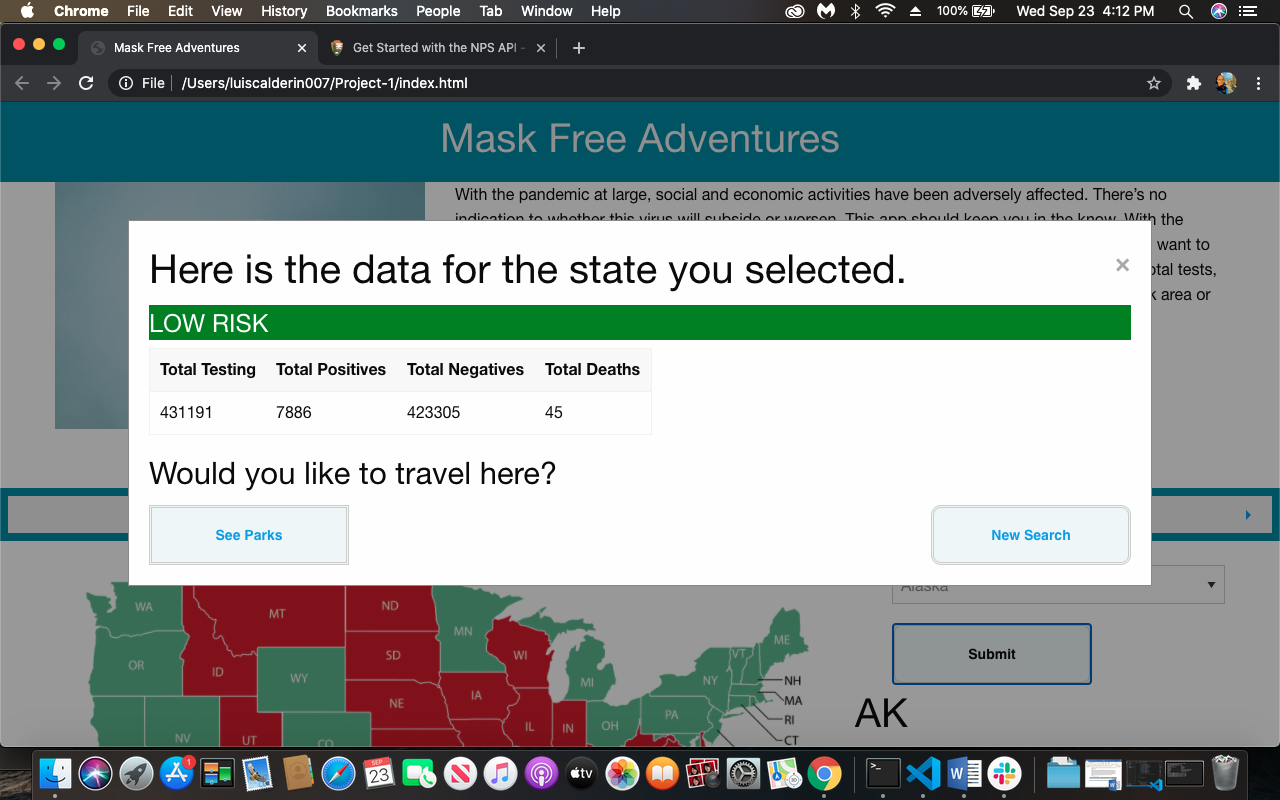 Chrome File Edit View History Bookmarks People Tab Window Help 100% Wed Sep 23 4:12 PM
Mask Free Adventures Get Started with the NPS API -
File /Users/luiscalderin007/Project-1/index.html
Mask Free Adventures
With the pandemic at large, social and economic activities have been adversely affected. There's no
indication to whether this virus will subside or worsen. This app should keep you in the know. With the
want to
otal tests,
area or
Here is the data for the state you selected.
×
LOW RISK
Total Testing Total Positives Total Negatives Total Deaths
431191 7886 423305 45
Would you like to travel here?
See Parks New Search
Alaska
Submit
AK
WA MT ND MN ME
OR ID SD WI VT
WY MI NY NH
IA MA
NE PA RI
NV UT CO IL IN OH CT
SEP
23
1
tv